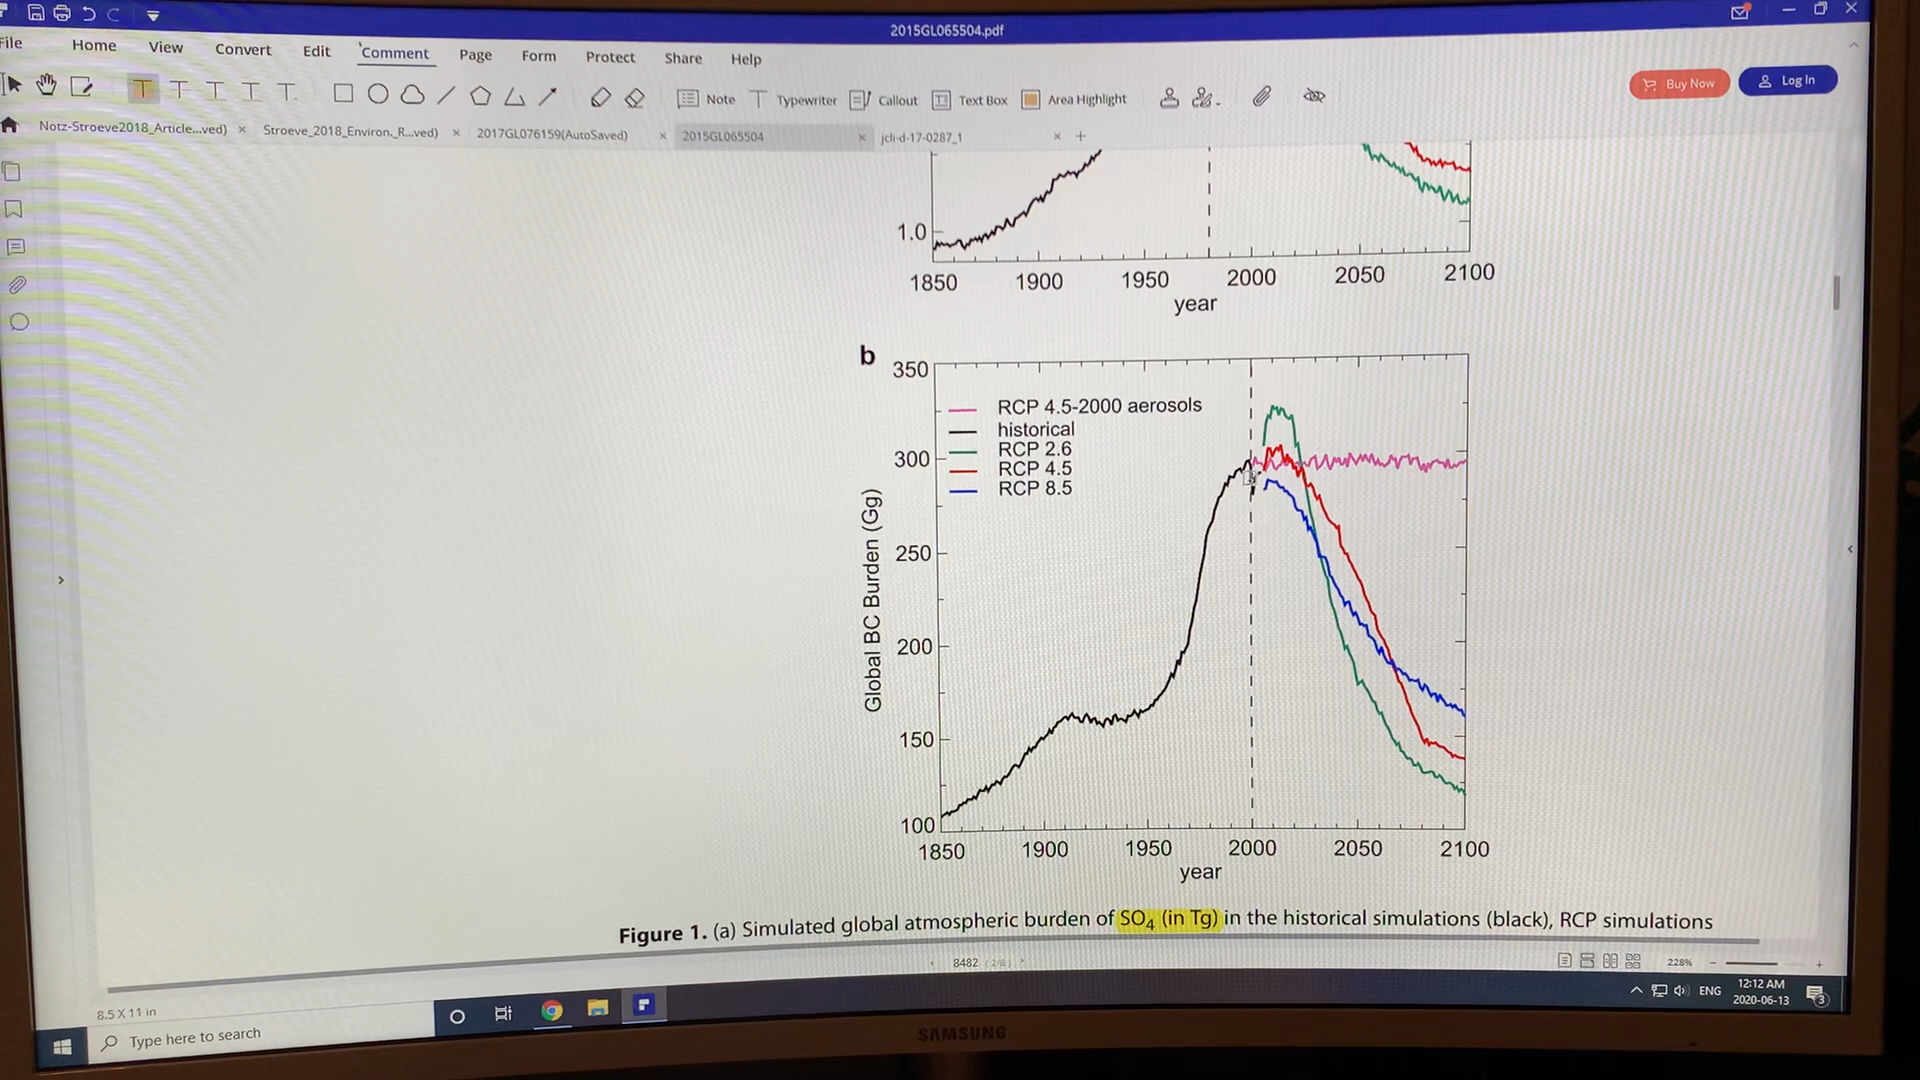 2015GL065504.pdf
File Home View Convert Edit Comment Page Form Protect Share Help
Note Typewriter Callout Text Box Area Highlight Buy Now Log In
Notz-Stroeve2018_Article...ved) Stroeve_2018_Environ._R...ved) 2017GL076159(AutoSaved) 2015GL065504 jcli-d-17-0287_1
1.0
1850 1900 1950 2000 2050 2100
year
b
350
RCP 4.5-2000 aerosols
historical
RCP 2.6
RCP 4.5
RCP 8.5
300
250
200
150
100
Global BC Burden (Gg)
1850 1900 1950 2000 2050 2100
year
Figure 1. (a) Simulated global atmospheric burden of SO4 (in Tg) in the historical simulations (black), RCP simulations
8482 (2/8) 228%
8.5 X 11 in
Type here to search
ENG 12:12 AM
2020-06-13
3
SAMSUNG